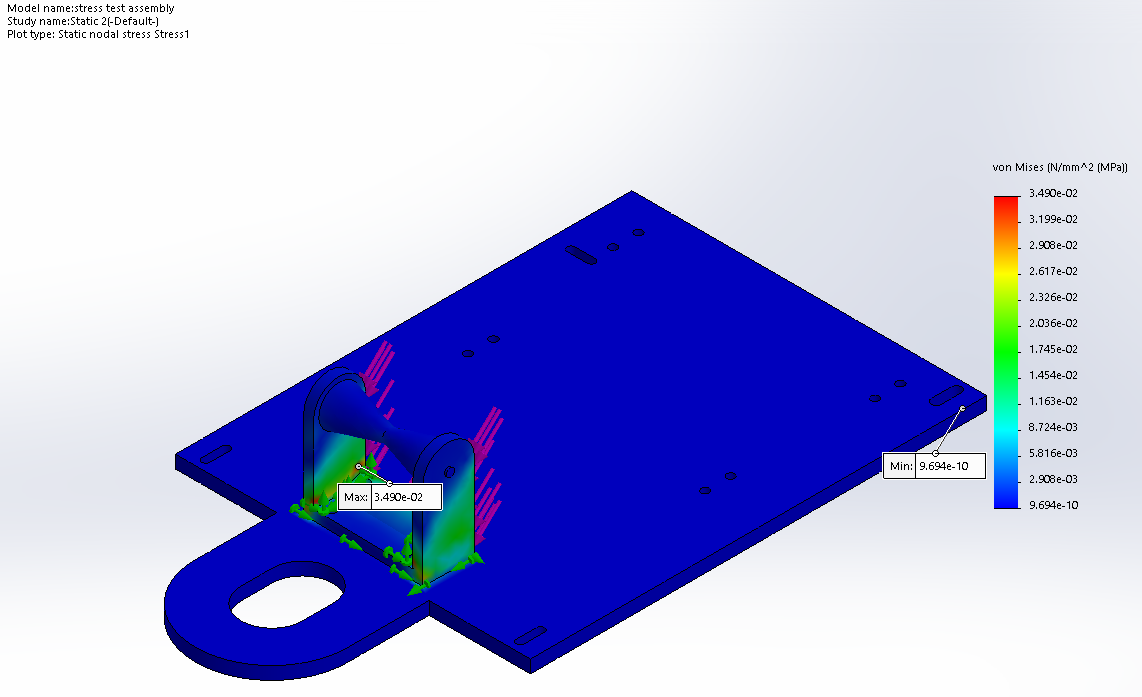 Model name:stress test assembly
Study name:Static 2(-Default-)
Plot type: Static nodal stress Stress1
von Mises (N/mm^2 (MPa))
3.490e-02
3.199e-02
2.908e-02
2.617e-02
2.326e-02
2.036e-02
1.745e-02
1.454e-02
1.163e-02
8.724e-03
5.816e-03
2.908e-03
9.694e-10
Min: 9.694e-10
Max: 3.490e-02